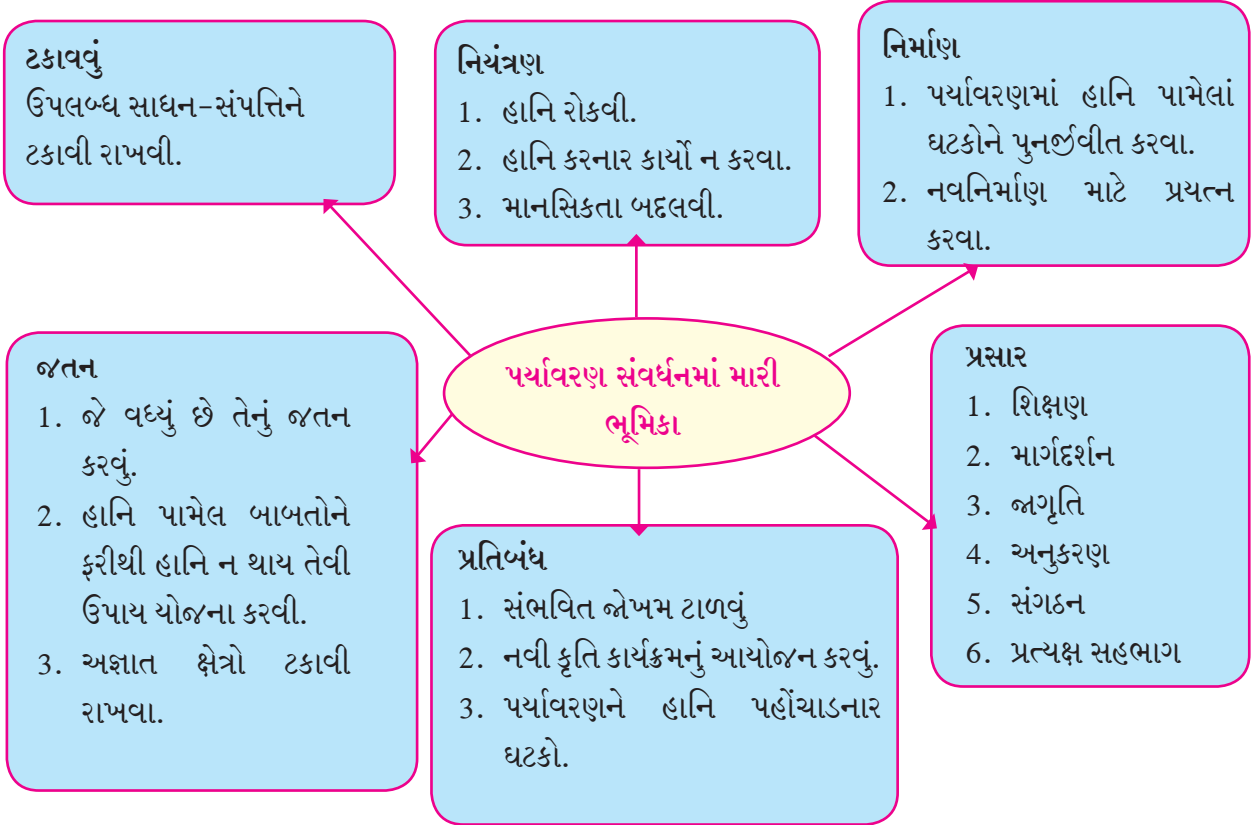 ટકાવવું
ઉપલબ્ધ સાધન-સંપત્તિને
ટકાવી રાખવી.
નિયંત્રણ
1. હાનિ રોકવી.
2. હાનિ કરનાર કાર્યો ન કરવા.
3. માનસિકતા બદલવી.
નિર્માણ
1. પર્યાવરણમાં હાનિ પામેલાં
ઘટકોને પુનર્જીવીત કરવા.
2. નવનિર્માણ માટે પ્રયત્ન
કરવા.
પર્યાવરણ સંવર્ધનમાં મારી
ભૂમિકા
જતન
1. જે વધ્યું છે તેનું જતન
કરવું.
2. હાનિ પામેલ બાબતોને
ફરીથી હાનિ ન થાય તેવી
ઉપાય યોજના કરવી.
3. અજ્ઞાત ક્ષેત્રો ટકાવી
રાખવા.
પ્રતિબંધ
1. સંભવિત જોખમ ટાળવું
2. નવી કૃતિ કાર્યક્રમનું આયોજન કરવું.
3. પર્યાવરણને હાનિ પહોંચાડનાર
ઘટકો.
પ્રસાર
1. શિક્ષણ
2. માર્ગદર્શન
3. જાગૃતિ
4. અનુકરણ
5. સંગઠન
6. પ્રત્યક્ષ સહભાગ